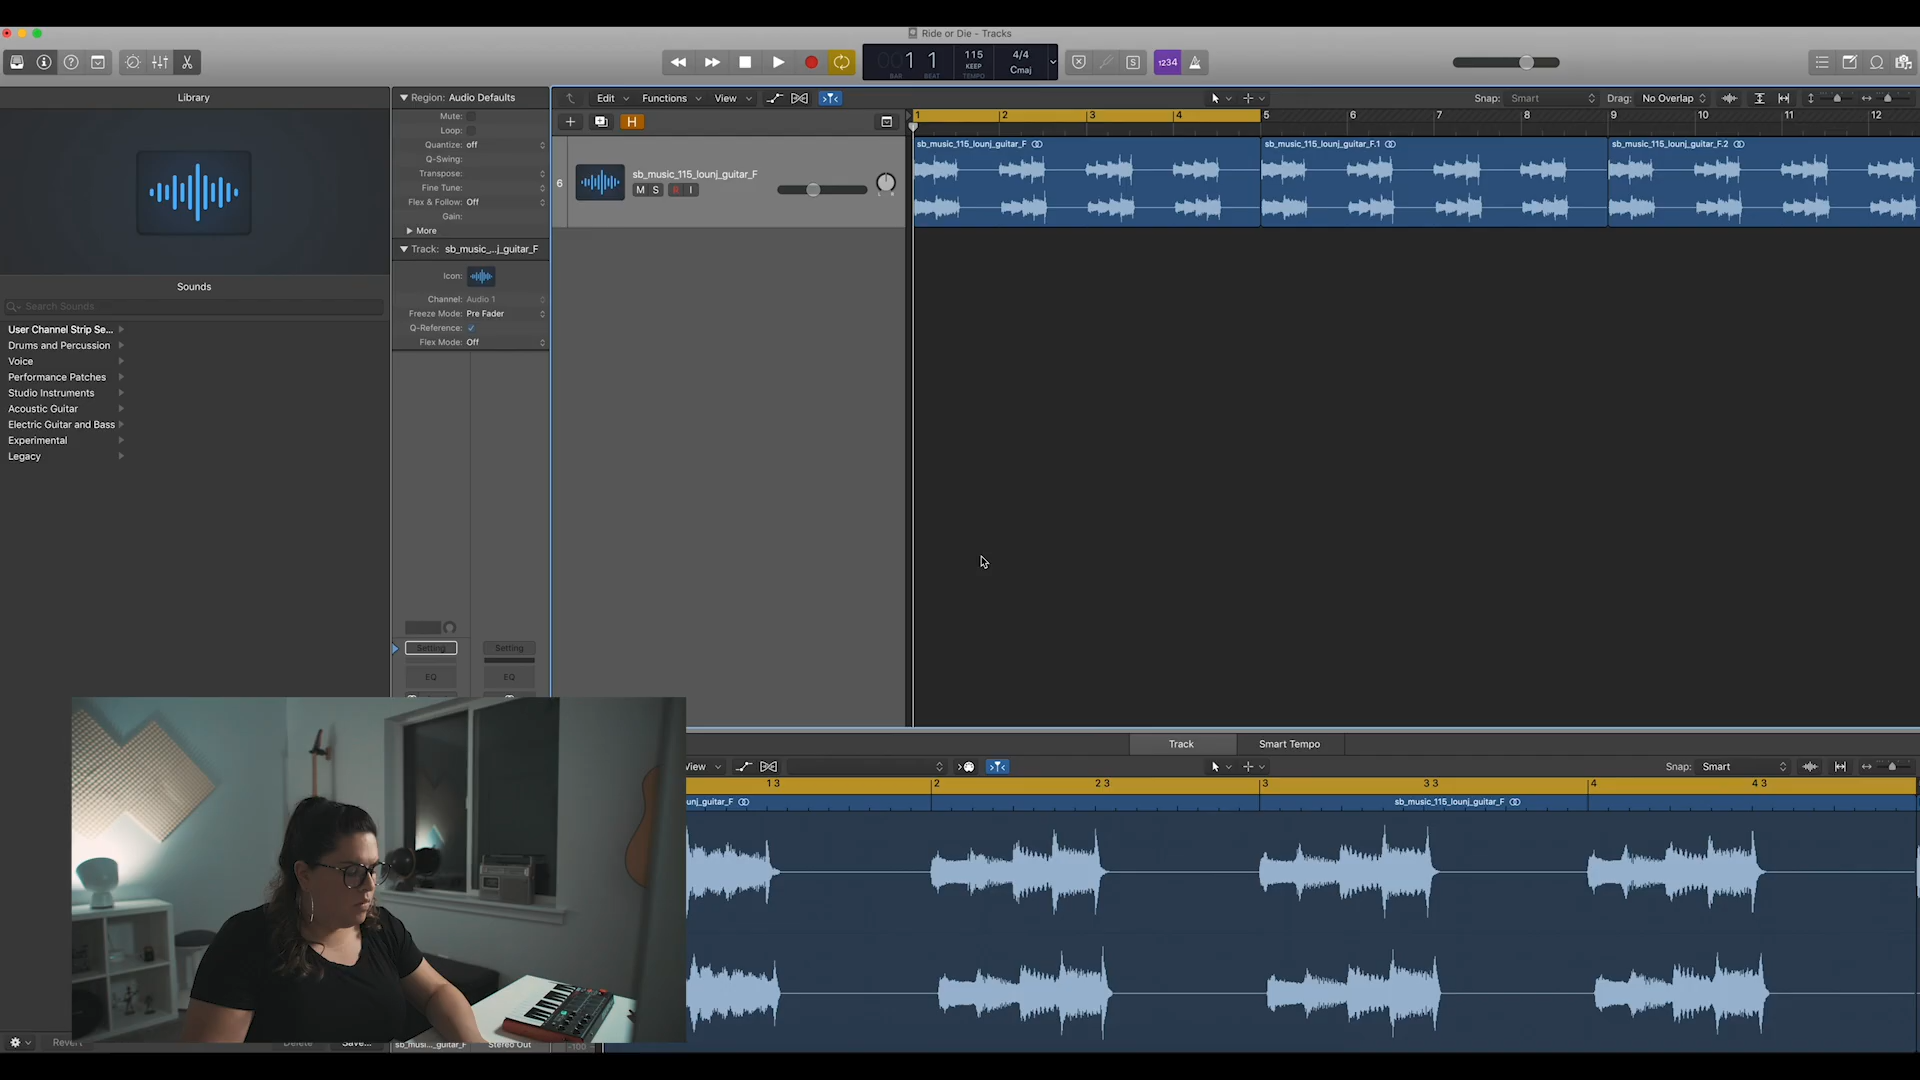 Ride or Die - Tracks
1 1
BAR BEAT
115
KEEP
TEMPO
4/4
Cmaj
S
1234
Library
Region: Audio Defaults
Mute:
Loop:
Quantize: off
Q-Swing:
Transpose:
Fine Tune:
Flex & Follow: Off
Gain:
More
Track: sb_music_...j_guitar_F
Icon:
Channel: Audio 1
Freeze Mode: Pre Fader
Q-Reference:
Flex Mode: Off
Setting
Setting
EQ
EQ
Sounds
Search Sounds
User Channel Strip Se...
Drums and Percussion
Voice
Performance Patches
Studio Instruments
Acoustic Guitar
Electric Guitar and Bass
Experimental
Legacy
Edit
Functions
View
Snap: Smart
Drag: No Overlap
H
1 2 3 4 5 6 7 8 9 10 11 12
6
sb_music_115_lounj_guitar_F
M S R I
L R
sb_music_115_lounj_guitar_F
sb_music_115_lounj_guitar_F.1
sb_music_115_lounj_guitar_F.2
Track
Smart Tempo
View
Snap: Smart
1 3 2 2 3 3 3 3 4 4 3
unj_guitar_F
sb_music_115_lounj_guitar_F
Revert
Delete
Save...
sb_musi..._guitar_F
Stereo Out
-100